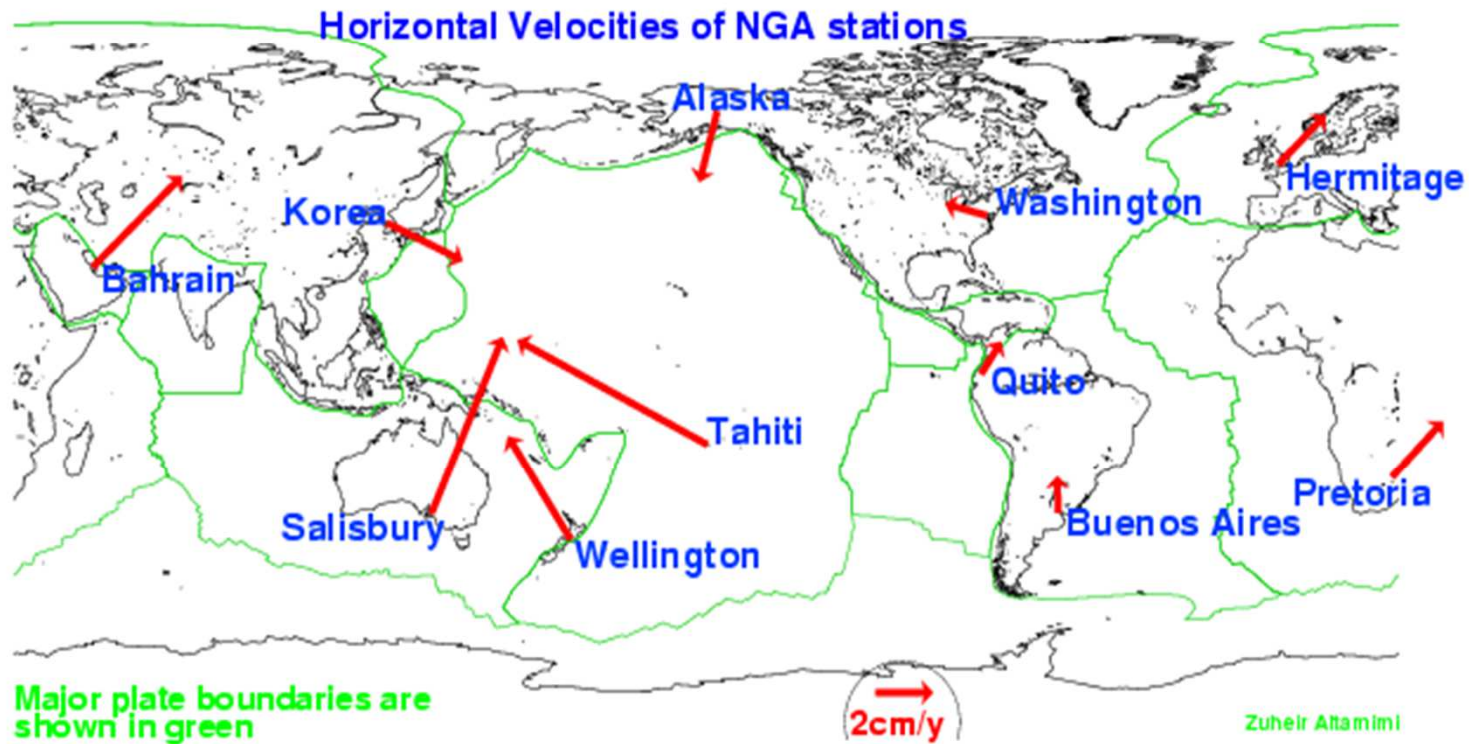 Horizontal Velocities of NGA stations
Alaska
Hermitage
Washington
Korea
Bahrain
Quito
Tahiti
Pretoria
Salisbury
Buenos Aires
Wellington
Major plate boundaries are
shown in green
2cm/y
Zuheir Altamimi